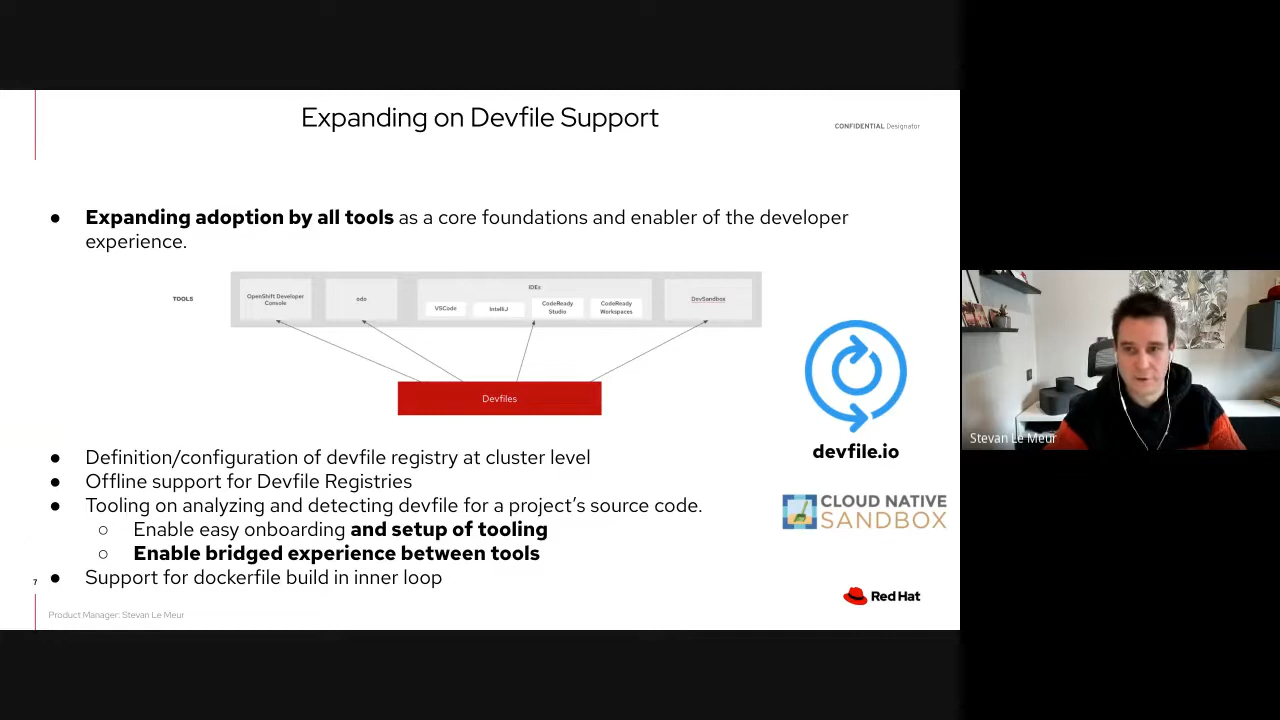 Expanding on Devfile Support
CONFIDENTIAL Designator
● Expanding adoption by all tools as a core foundations and enabler of the developer
experience.
TOOLS
OpenShift Developer
Console
odo
IDEs
VSCode
IntelliJ
CodeReady
Studio
CodeReady
Workspaces
DevSandbox
Devfiles
devfile.io
● Definition/configuration of devfile registry at cluster level
● Offline support for Devfile Registries
● Tooling on analyzing and detecting devfile for a project's source code.
○ Enable easy onboarding and setup of tooling
○ Enable bridged experience between tools
● Support for dockerfile build in inner loop
CLOUD NATIVE
SANDBOX
7
Product Manager: Stevan Le Meur
Red Hat
Stevan Le Meur